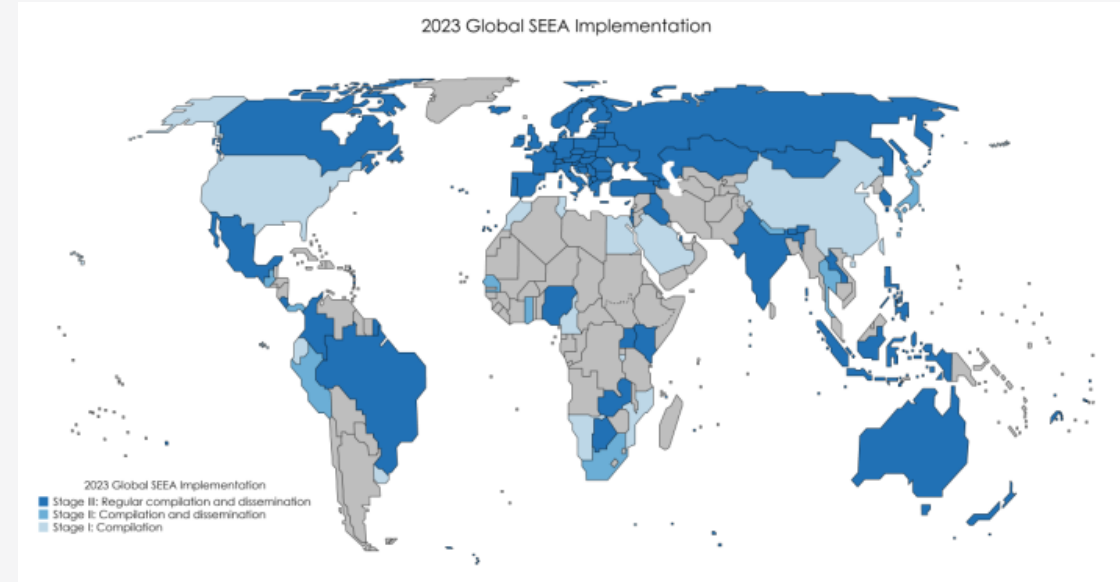 2023 Global SEEA Implementation
2023 Global SEEA Implementation
Stage III: Regular compilation and dissemination
Stage II: Compilation and dissemination
Stage I: Compilation